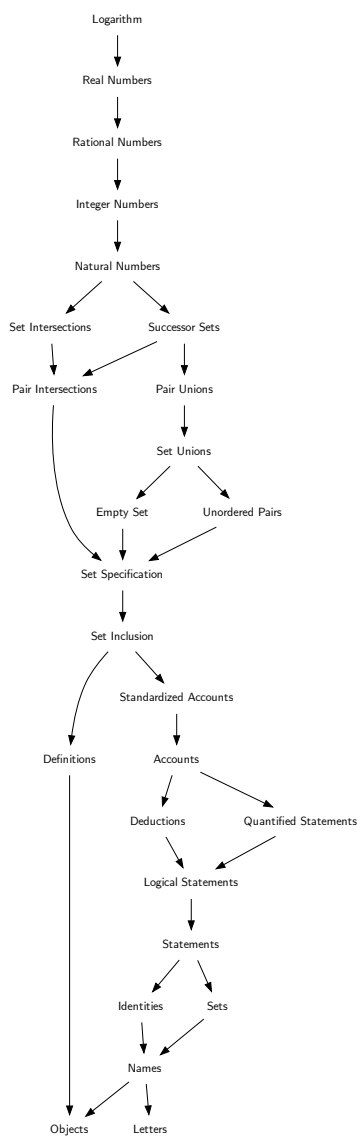 Logarithm
Real Numbers
Rational Numbers
Integer Numbers
Natural Numbers
Set Intersections
Successor Sets
Pair Intersections
Pair Unions
Set Unions
Empty Set
Unordered Pairs
Set Specification
Set Inclusion
Standardized Accounts
Definitions
Accounts
Deductions
Quantified Statements
Logical Statements
Statements
Identities
Sets
Names
Objects
Letters